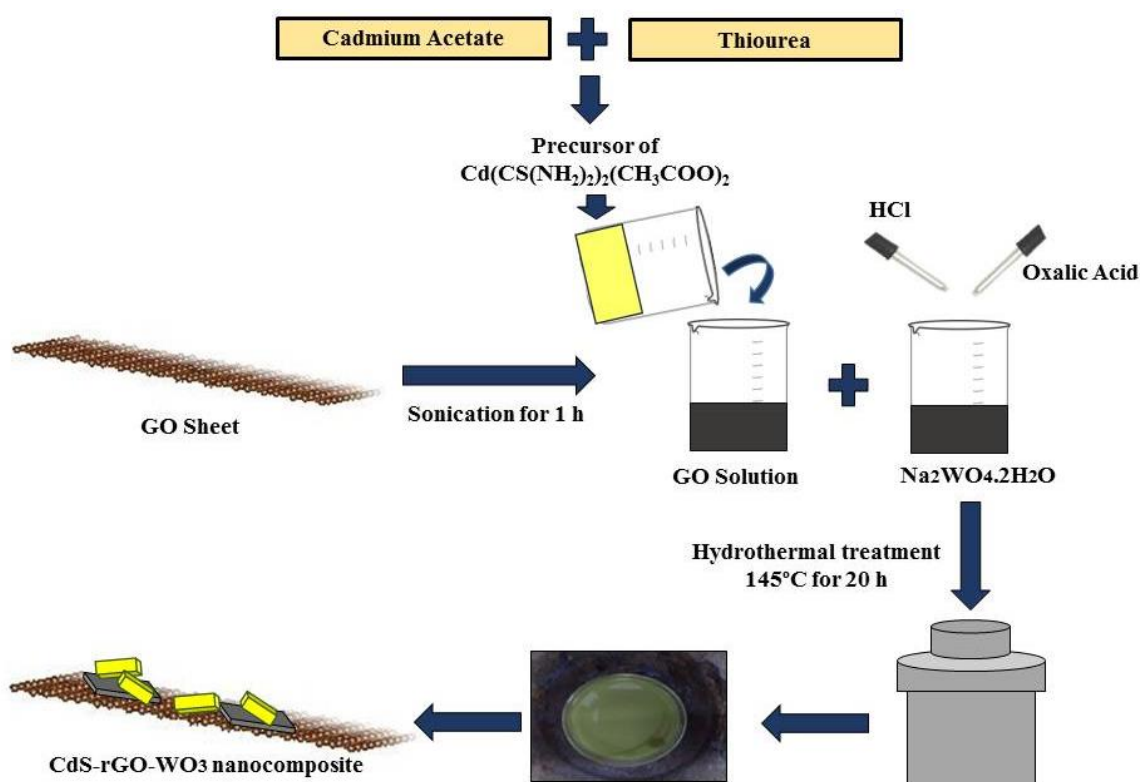 Cadmium Acetate
Thiourea
Precursor of
Cd(CS(NH₂)₂)₂(CH₃COO)₂
HCl
Oxalic Acid
GO Sheet
Sonication for 1 h
GO Solution
Na2WO4.2H2O
Hydrothermal treatment
145°C for 20 h
CdS-rGO-WO3 nanocomposite